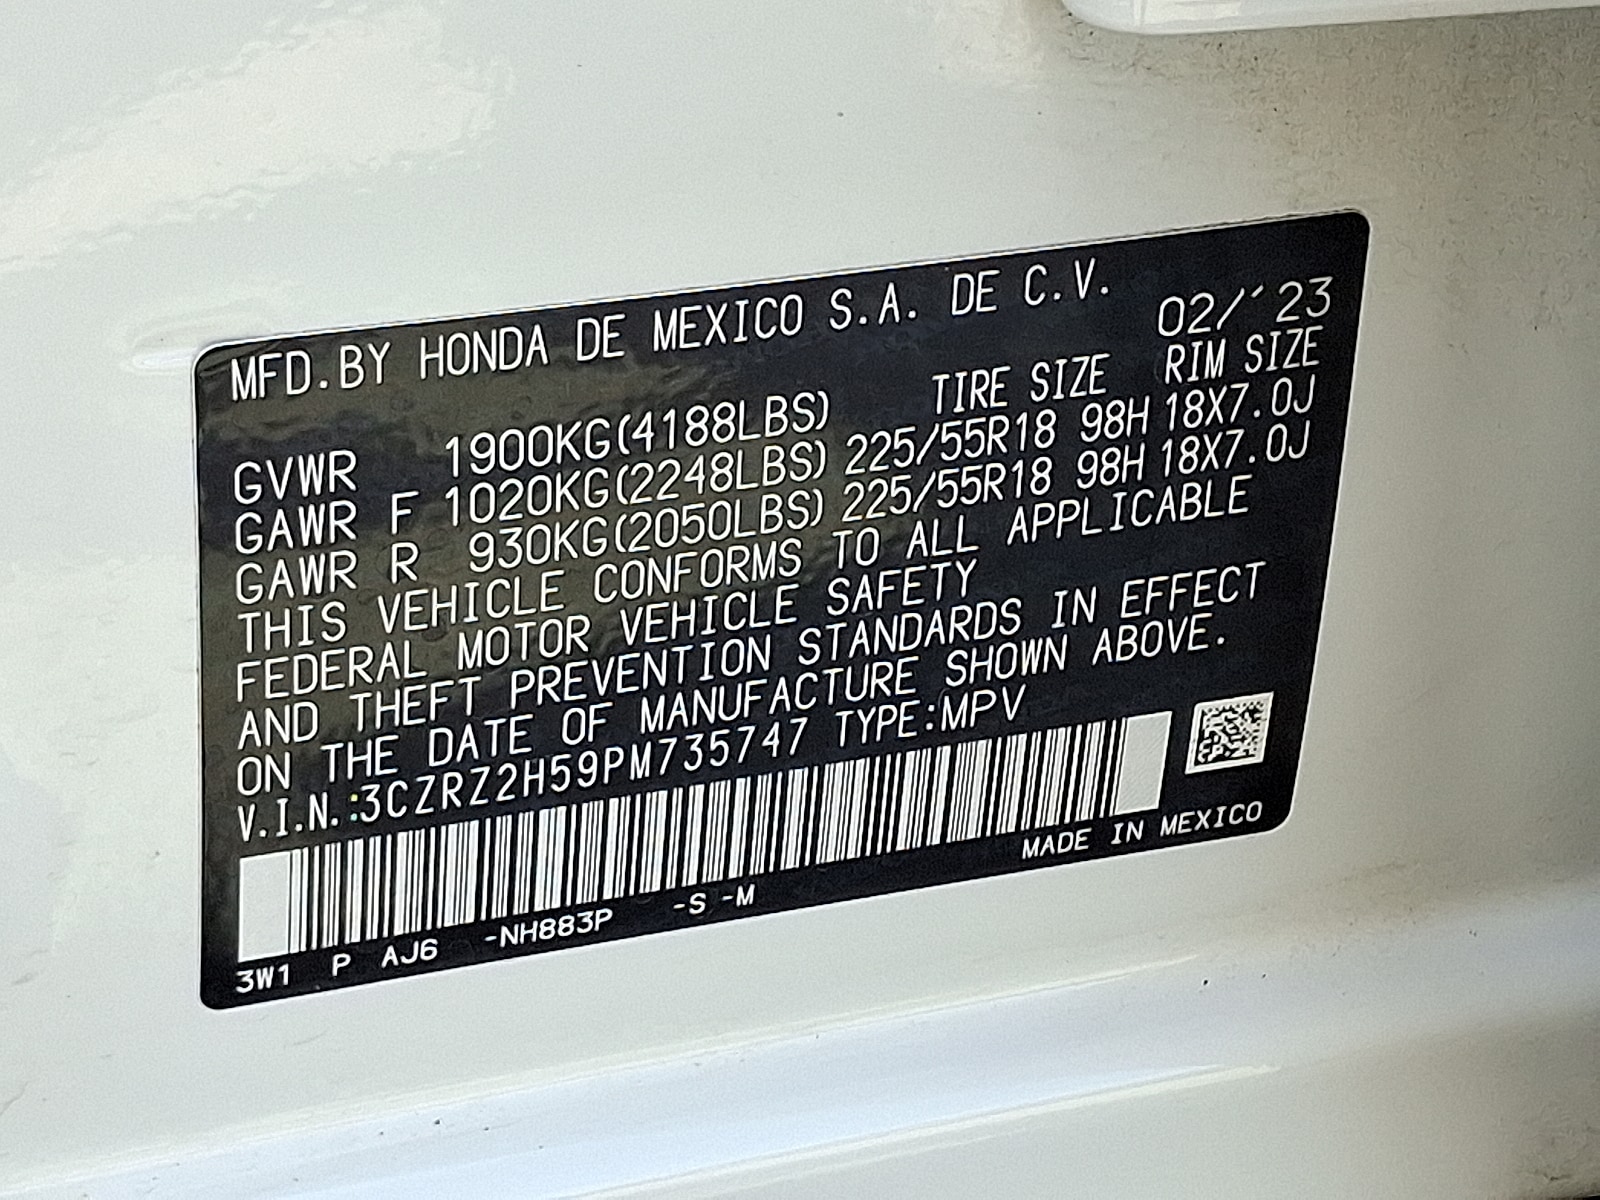 MFD.BY HONDA DE MEXICO S.A. DE C.V.
02/´23
TIRE SIZE RIM SIZE
GVWR 1900KG(4188LBS)
GAWR F 1020KG(2248LBS) 225/55R18 98H 18X7.0J
GAWR R 930KG(2050LBS) 225/55R18 98H 18X7.0J
THIS VEHICLE CONFORMS TO ALL APPLICABLE
FEDERAL MOTOR VEHICLE SAFETY
AND THEFT PREVENTION STANDARDS IN EFFECT
ON THE DATE OF MANUFACTURE SHOWN ABOVE.
V.I.N.:3CZRZ2H59PM735747 TYPE:MPV
MADE IN MEXICO
3W1 P AJ6 -NH883P -S -M